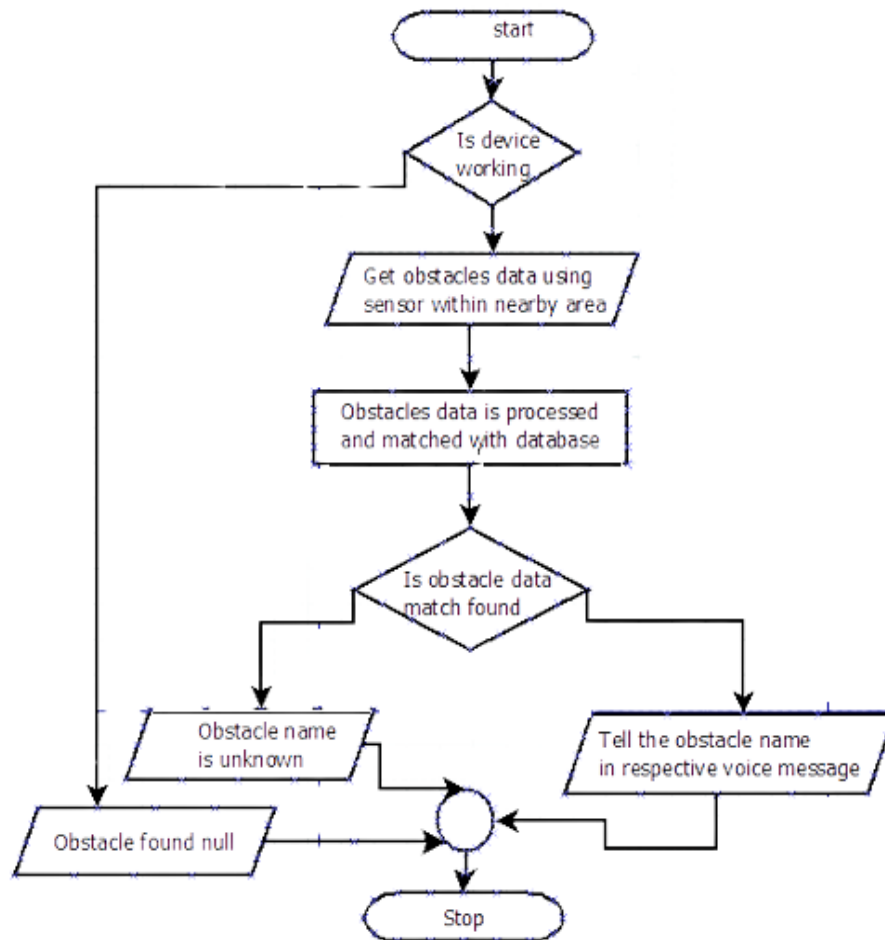 start
Is device
working
Get obstacles data using
sensor within nearby area
Obstacles data is processed
and matched with database
Is obstacle data
match found
Obstacle name
is unknown
Tell the obstacle name
in respective voice message
Obstacle found null
Stop